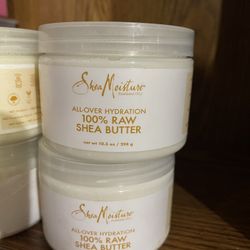 SheaMoisture
ALL-OVER HYDRATION
100% RAW
SHEA BUTTER
net wt 10.5 oz / 298 g
SheaMoisture
ALL-OVER HYDRATION
100% RAW
SHEA BUTTER